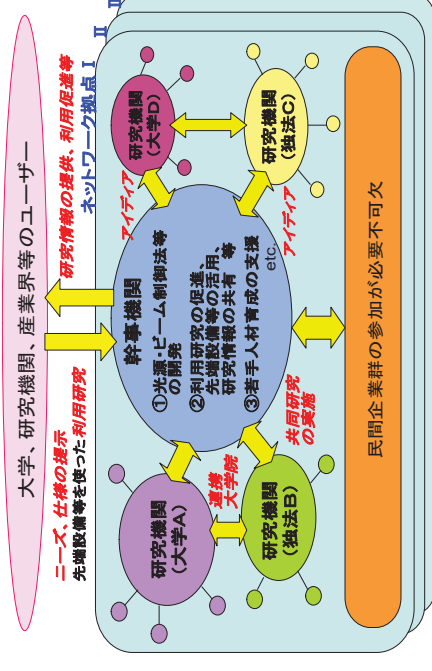 大学、研究機関、産業界等のユーザー
ニーズ、仕様の提示
先端設備等を使った利用研究
研究情報の提供、利用促進等
ネットワーク拠点Ⅰ
Ⅱ
幹事機関
①光源・ビーム制御法等
の開発
②利用研究の促進、
先端設備等の活用、
研究情報の共有 等
③若手人材育成の支援
etc.
研究機関
(大学A)
連携
大学院
研究機関
(独法B)
共同研究
の実施
アイディア
研究機関
(大学D)
アイディア
研究機関
(独法C)
民間企業群の参加が必要不可欠